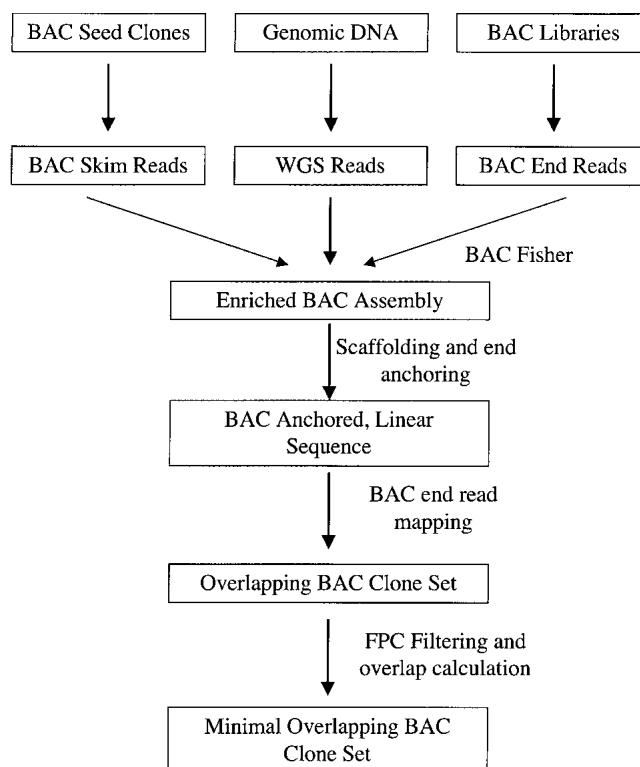 BAC Seed Clones
Genomic DNA
BAC Libraries
BAC Skim Reads
WGS Reads
BAC End Reads
BAC Fisher
Enriched BAC Assembly
Scaffolding and end
anchoring
BAC Anchored, Linear
Sequence
BAC end read
mapping
Overlapping BAC Clone Set
FPC Filtering and
overlap calculation
Minimal Overlapping BAC
Clone Set